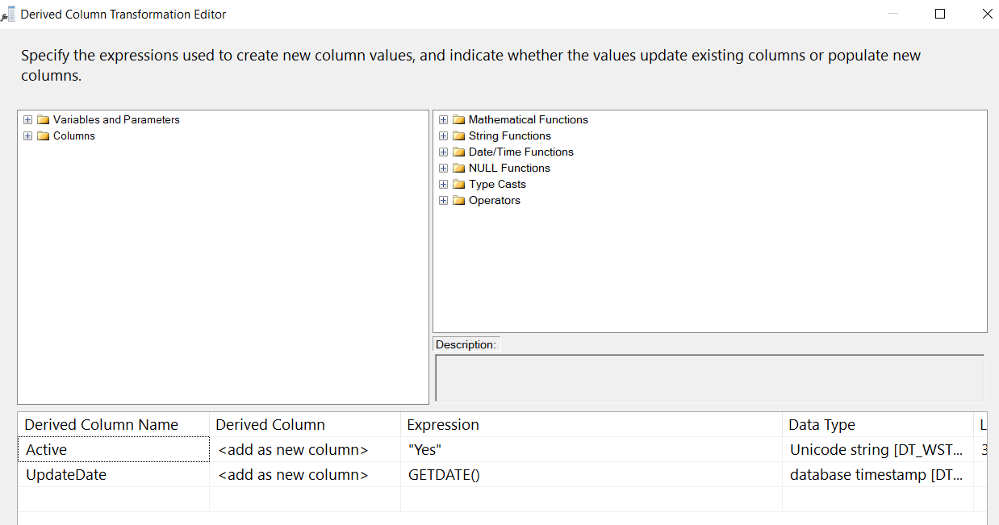 Derived Column Transformation Editor
Specify the expressions used to create new column values, and indicate whether the values update existing columns or populate new
columns.
Variables and Parameters
Columns
Mathematical Functions
String Functions
Date/Time Functions
NULL Functions
Type Casts
Operators
Description:
Derived Column Name Derived Column Expression Data Type L
Active <add as new column> "Yes" Unicode string [DT_WST... 3
UpdateDate <add as new column> GETDATE() database timestamp [DT...